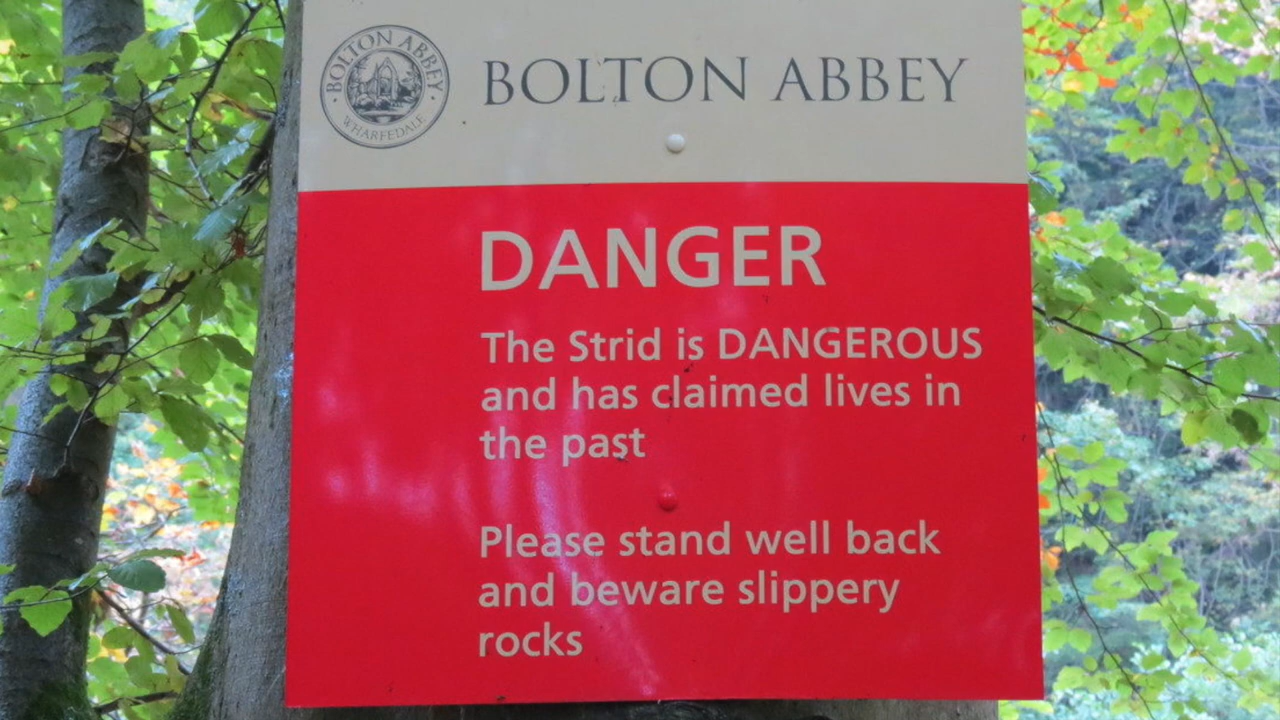 BOLTON ABBEY
WHARFEDALE
BOLTON ABBEY
DANGER
The Strid is DANGEROUS
and has claimed lives in
the past
Please stand well back
and beware slippery
rocks